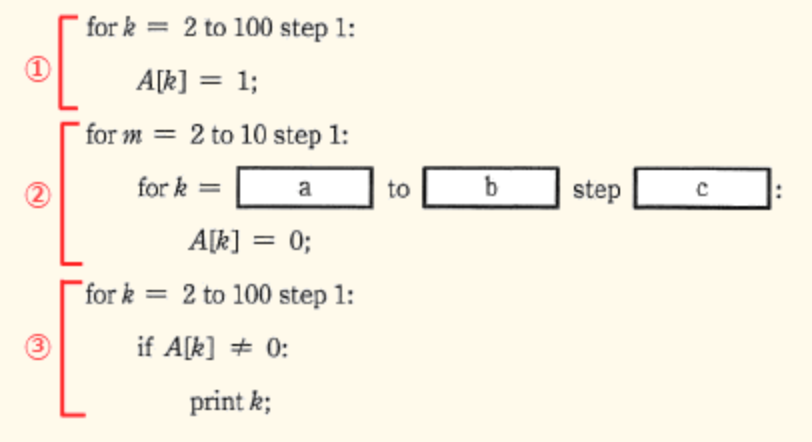 ① for k = 2 to 100 step 1:
A[k] = 1;
② for m = 2 to 10 step 1:
for k = a to b step c :
A[k] = 0;
③ for k = 2 to 100 step 1:
if A[k] ≠ 0:
print k;